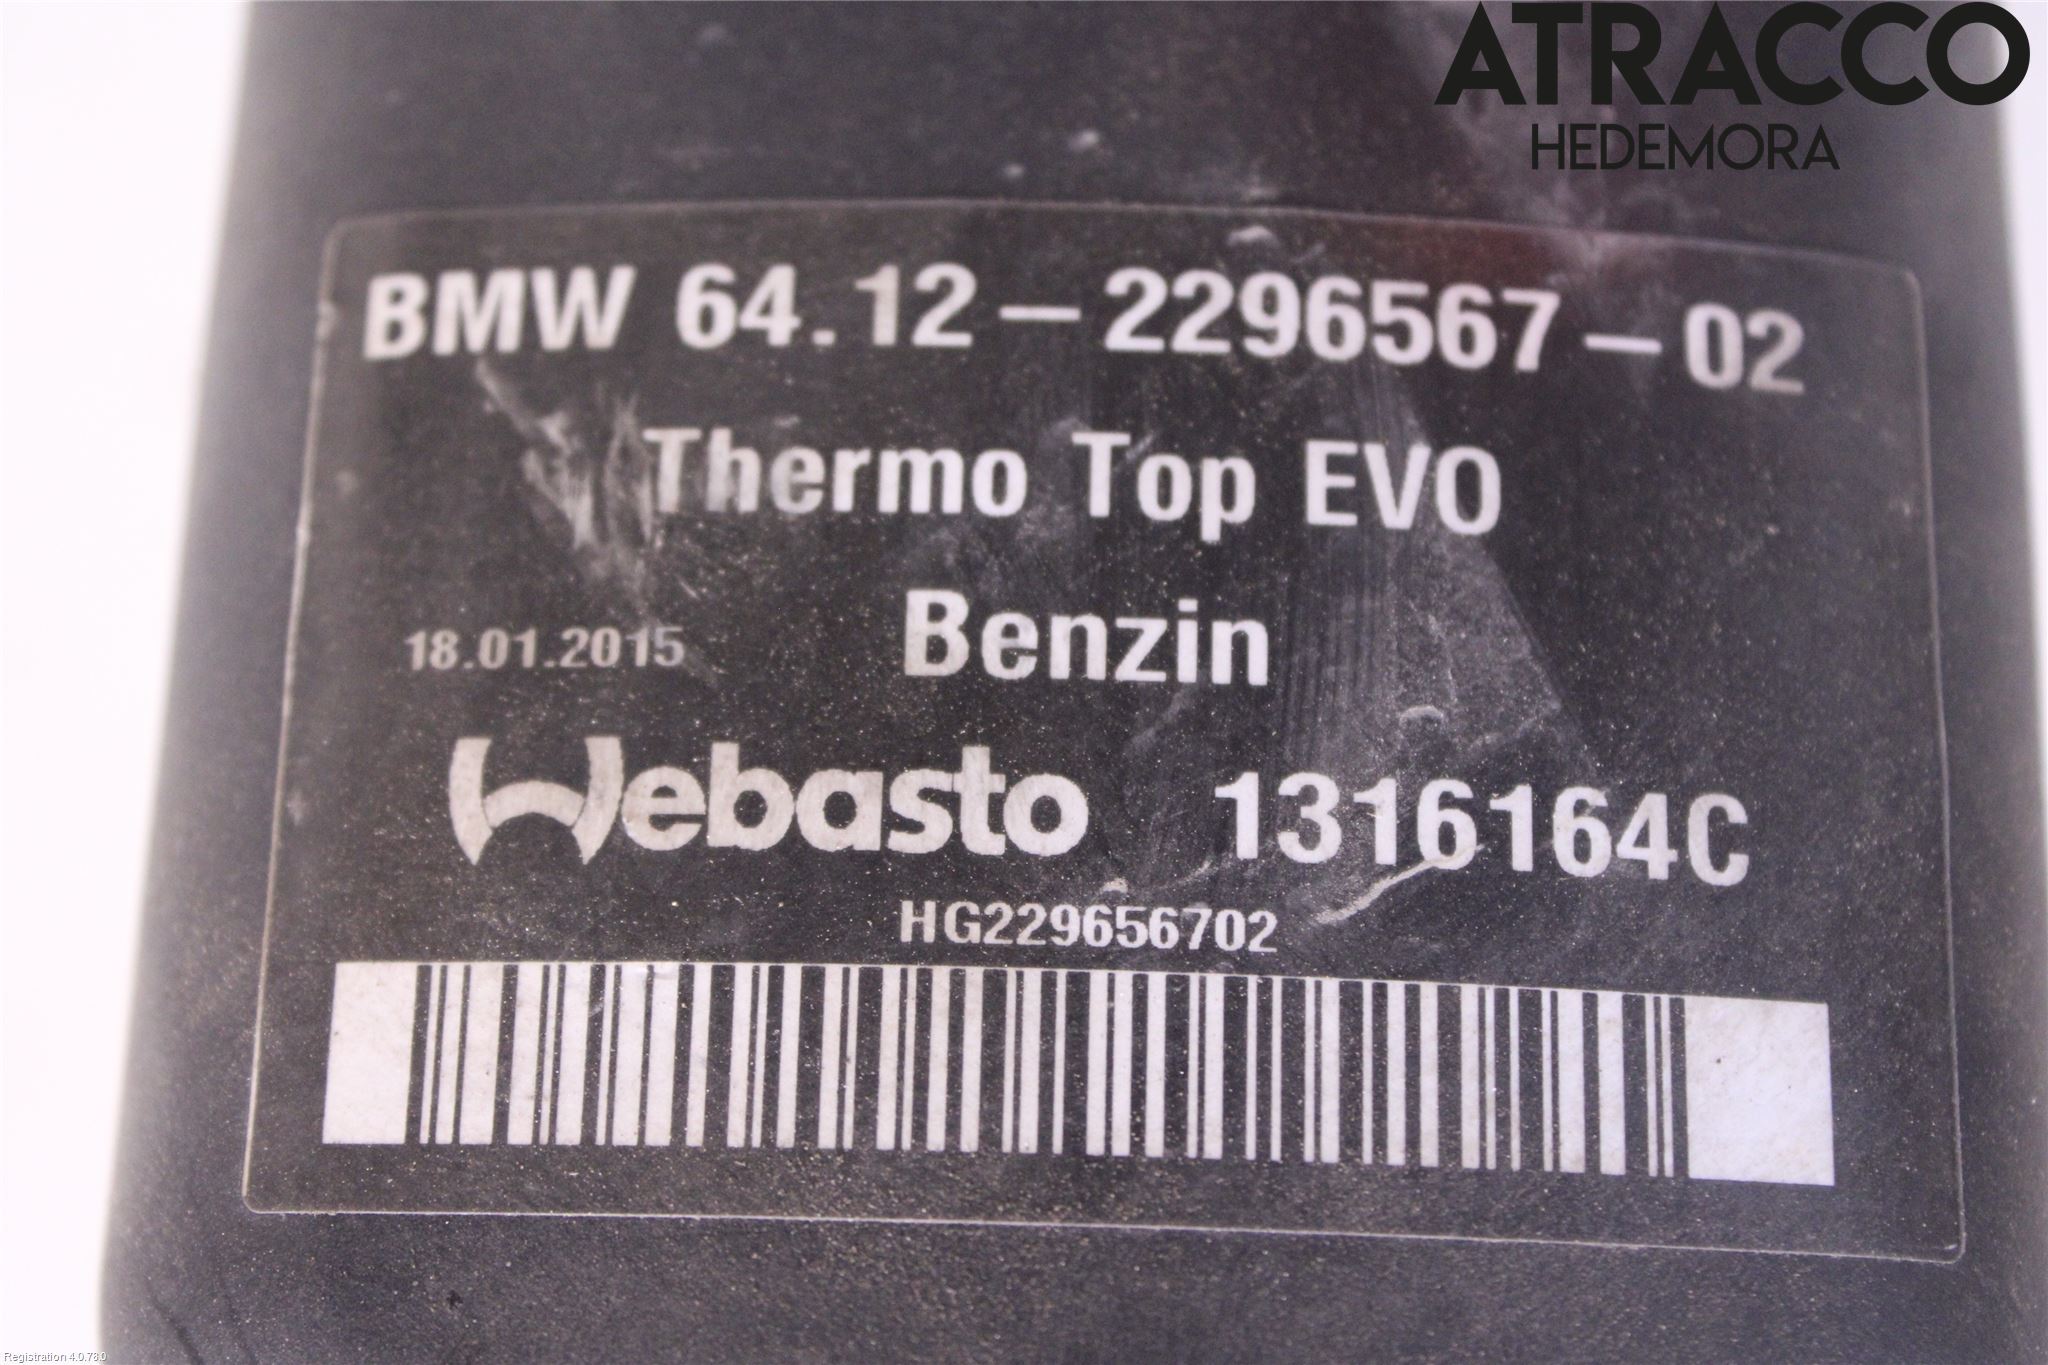 ATRACCO
HEDEMORA
BMW 64.12-2296567-02
Thermo Top EVO
Benzin
18.01.2015
Webasto 1316164C
HG229656702
Registration 4.0.78.0